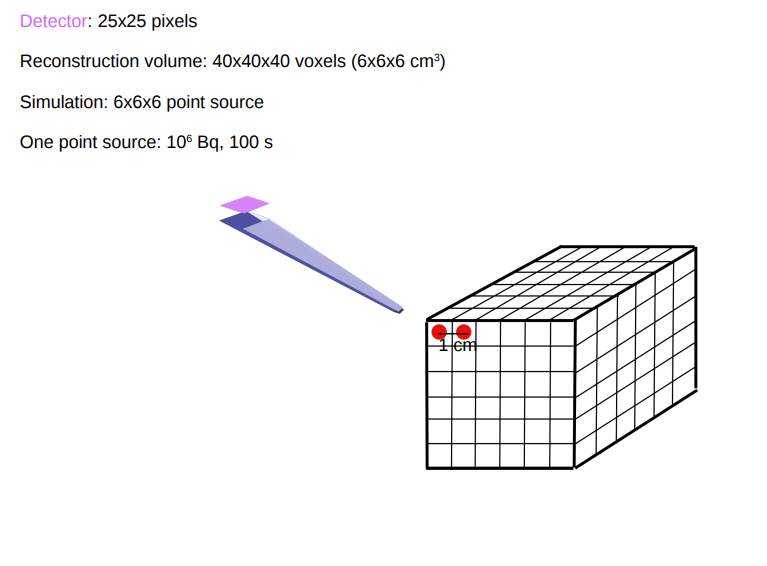 Detector: 25x25 pixels
Reconstruction volume: 40x40x40 voxels (6x6x6 cm³)
Simulation: 6x6x6 point source
One point source: 10⁶ Bq, 100 s
1 cm